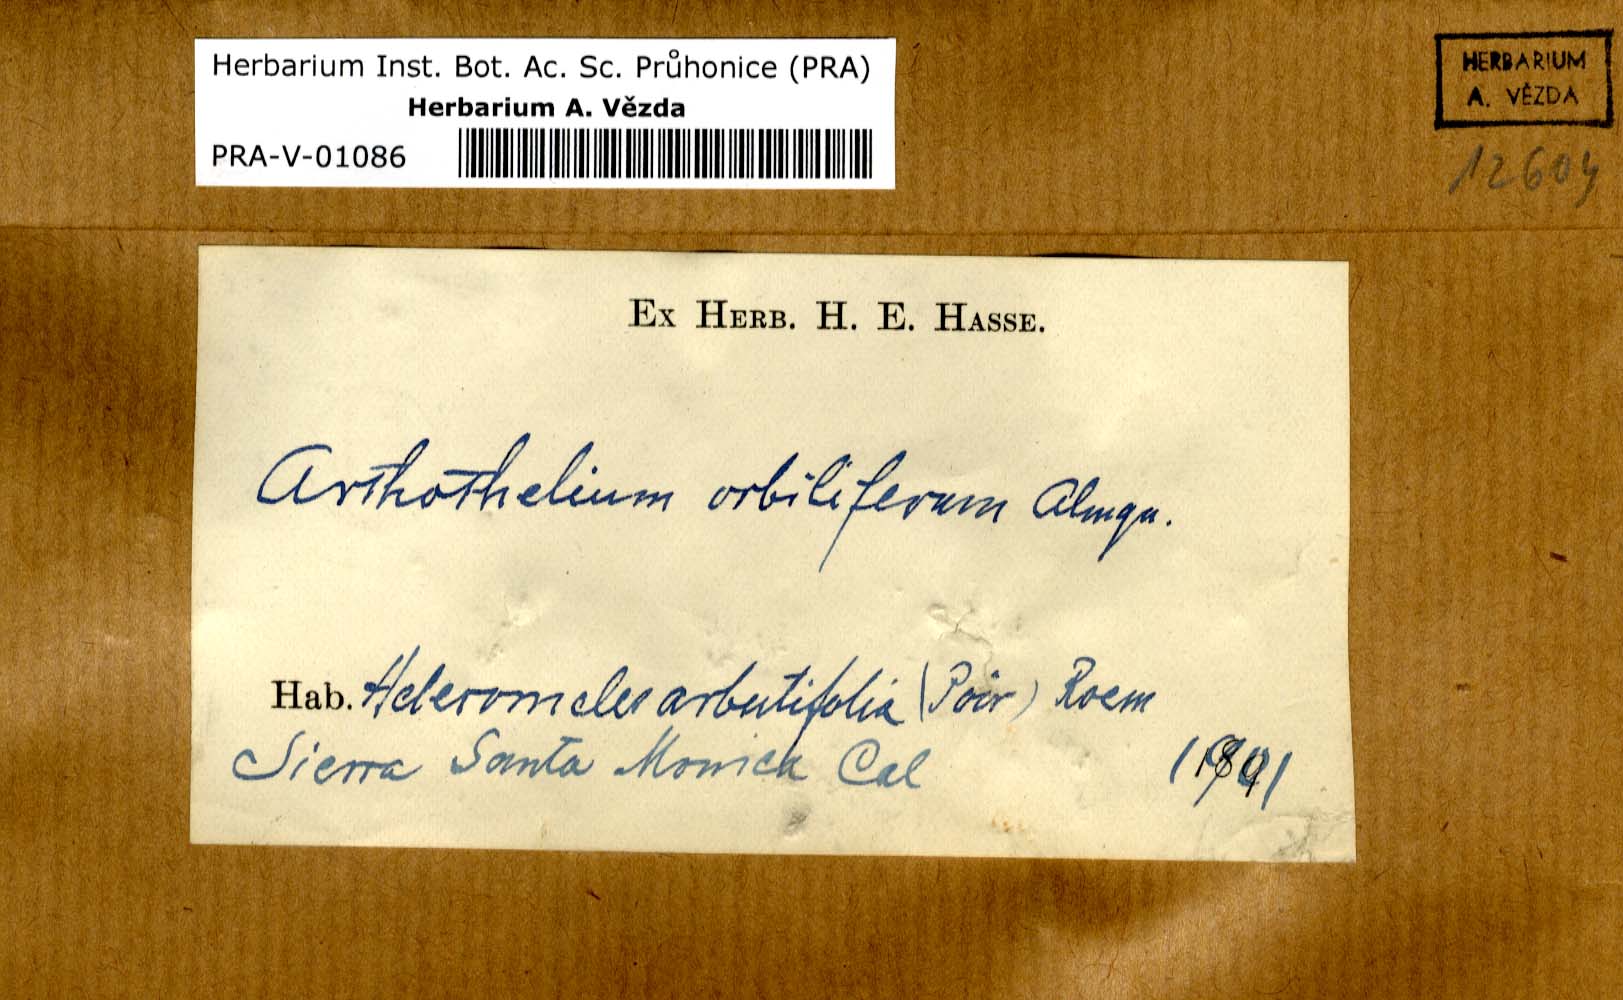 Herbarium Inst. Bot. Ac. Sc. Průhonice (PRA)
Herbarium A. Vězda
PRA-V-01086
HERBARIUM
A. VĚZDA
12604
Ex Herb. H. E. Hasse.
Arthothelium orbiliferum Almqu.
Hab. Heteromeles arbutifolia (Poir) Roem
Sierra Santa Monica Cal